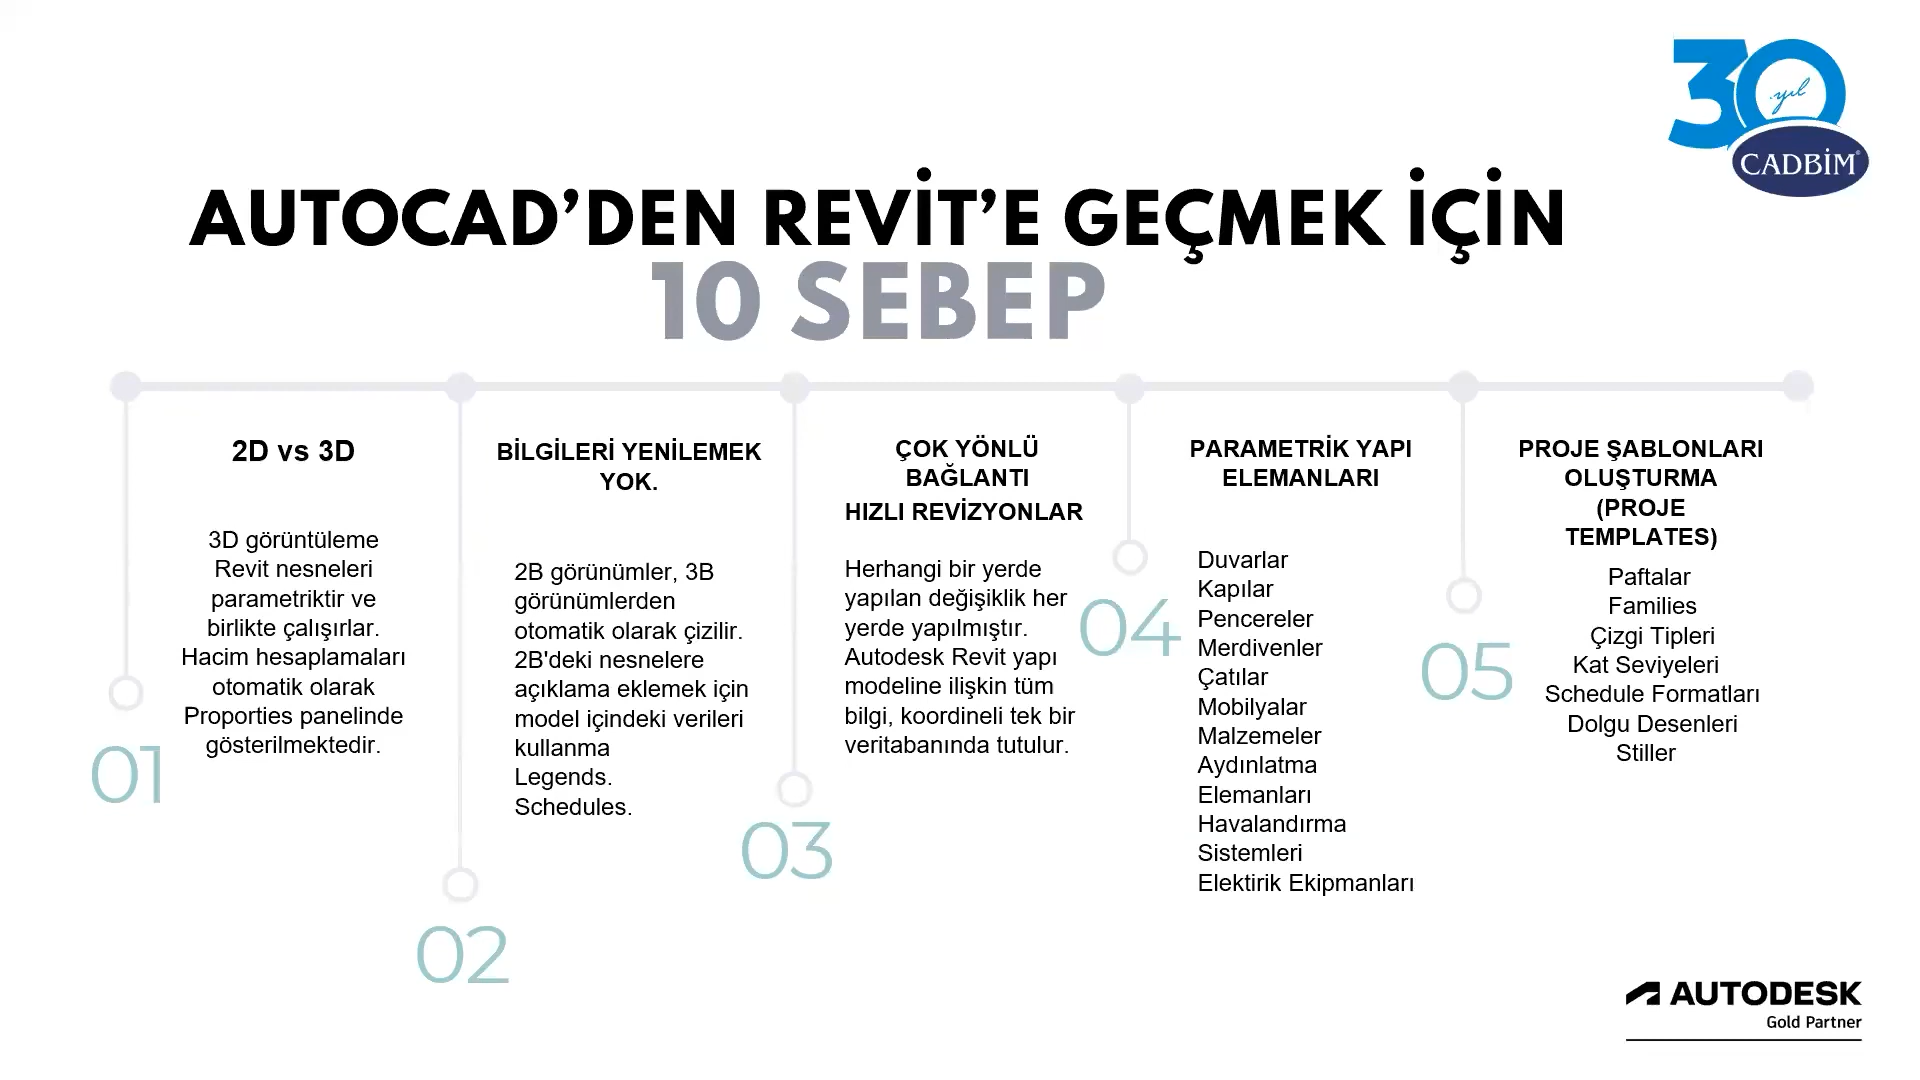 30
yıl
CADBİM
AUTOCAD’DEN REVİT’E GEÇMEK İÇİN
10 SEBEP
2D vs 3D
3D görüntüleme
Revit nesneleri
parametriktir ve
birlikte çalışırlar.
Hacim hesaplamaları
otomatik olarak
Proporties panelinde
gösterilmektedir.
01
BİLGİLERİ YENİLEMEK
YOK.
2B görünümler, 3B
görünümlerden
otomatik olarak çizilir.
2B'deki nesnelere
açıklama eklemek için
model içindeki verileri
kullanma
Legends.
Schedules.
02
ÇOK YÖNLÜ
BAĞLANTI
HIZLI REVİZYONLAR
Herhangi bir yerde
yapılan değişiklik her
yerde yapılmıştır.
Autodesk Revit yapı
modeline ilişkin tüm
bilgi, koordineli tek bir
veritabanında tutulur.
03
PARAMETRİK YAPI
ELEMANLARI
Duvarlar
Kapılar
Pencereler
Merdivenler
Çatılar
Mobilyalar
Malzemeler
Aydınlatma
Elemanları
Havalandırma
Sistemleri
Elektirik Ekipmanları
04
PROJE ŞABLONLARI
OLUŞTURMA
(PROJE
TEMPLATES)
Paftalar
Families
Çizgi Tipleri
Kat Seviyeleri
Schedule Formatları
Dolgu Desenleri
Stiller
05
AUTODESK
Gold Partner